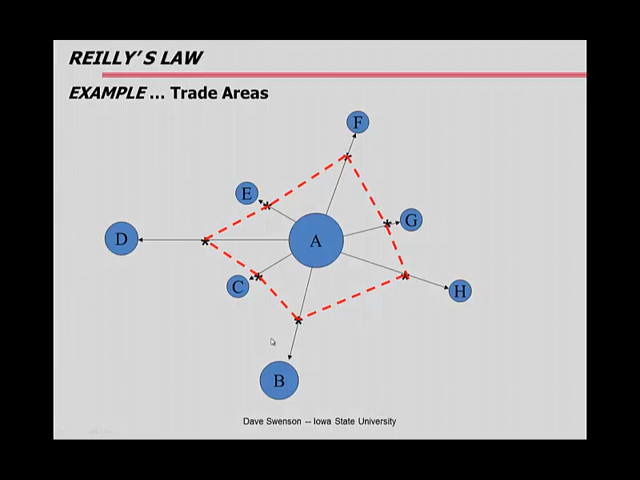 REILLY'S LAW
EXAMPLE ... Trade Areas
F
E
G
D
A
C
H
B
Dave Swenson -- Iowa State University